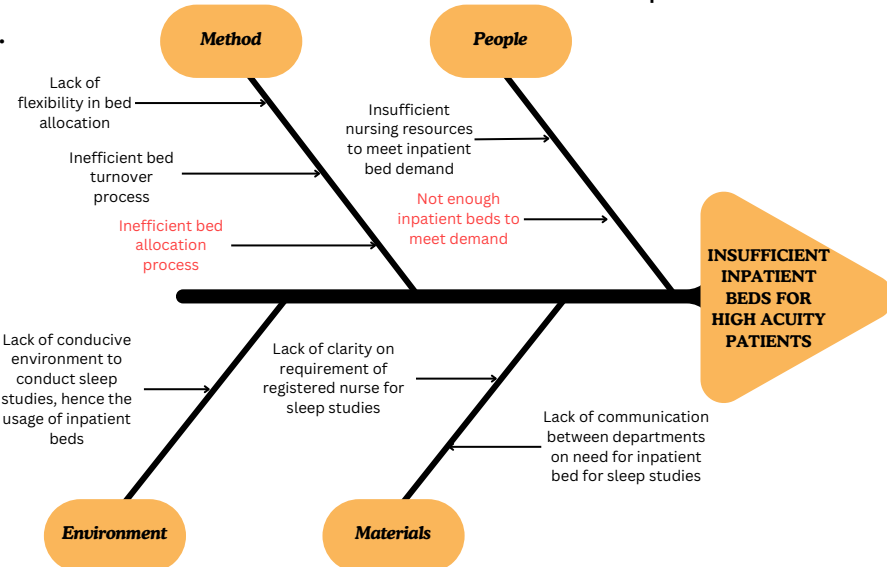 Method
People
Lack of
flexibility in bed
allocation
Inefficient bed
turnover
process
Inefficient bed
allocation
process
Insufficient
nursing resources
to meet inpatient
bed demand
Not enough
inpatient beds to
meet demand
INSUFFICIENT
INPATIENT
BEDS FOR
HIGH ACUITY
PATIENTS
Lack of conducive
environment to
conduct sleep
studies, hence the
usage of inpatient
beds
Lack of clarity on
requirement of
registered nurse for
sleep studies
Lack of communication
between departments
on need for inpatient
bed for sleep studies
Environment
Materials